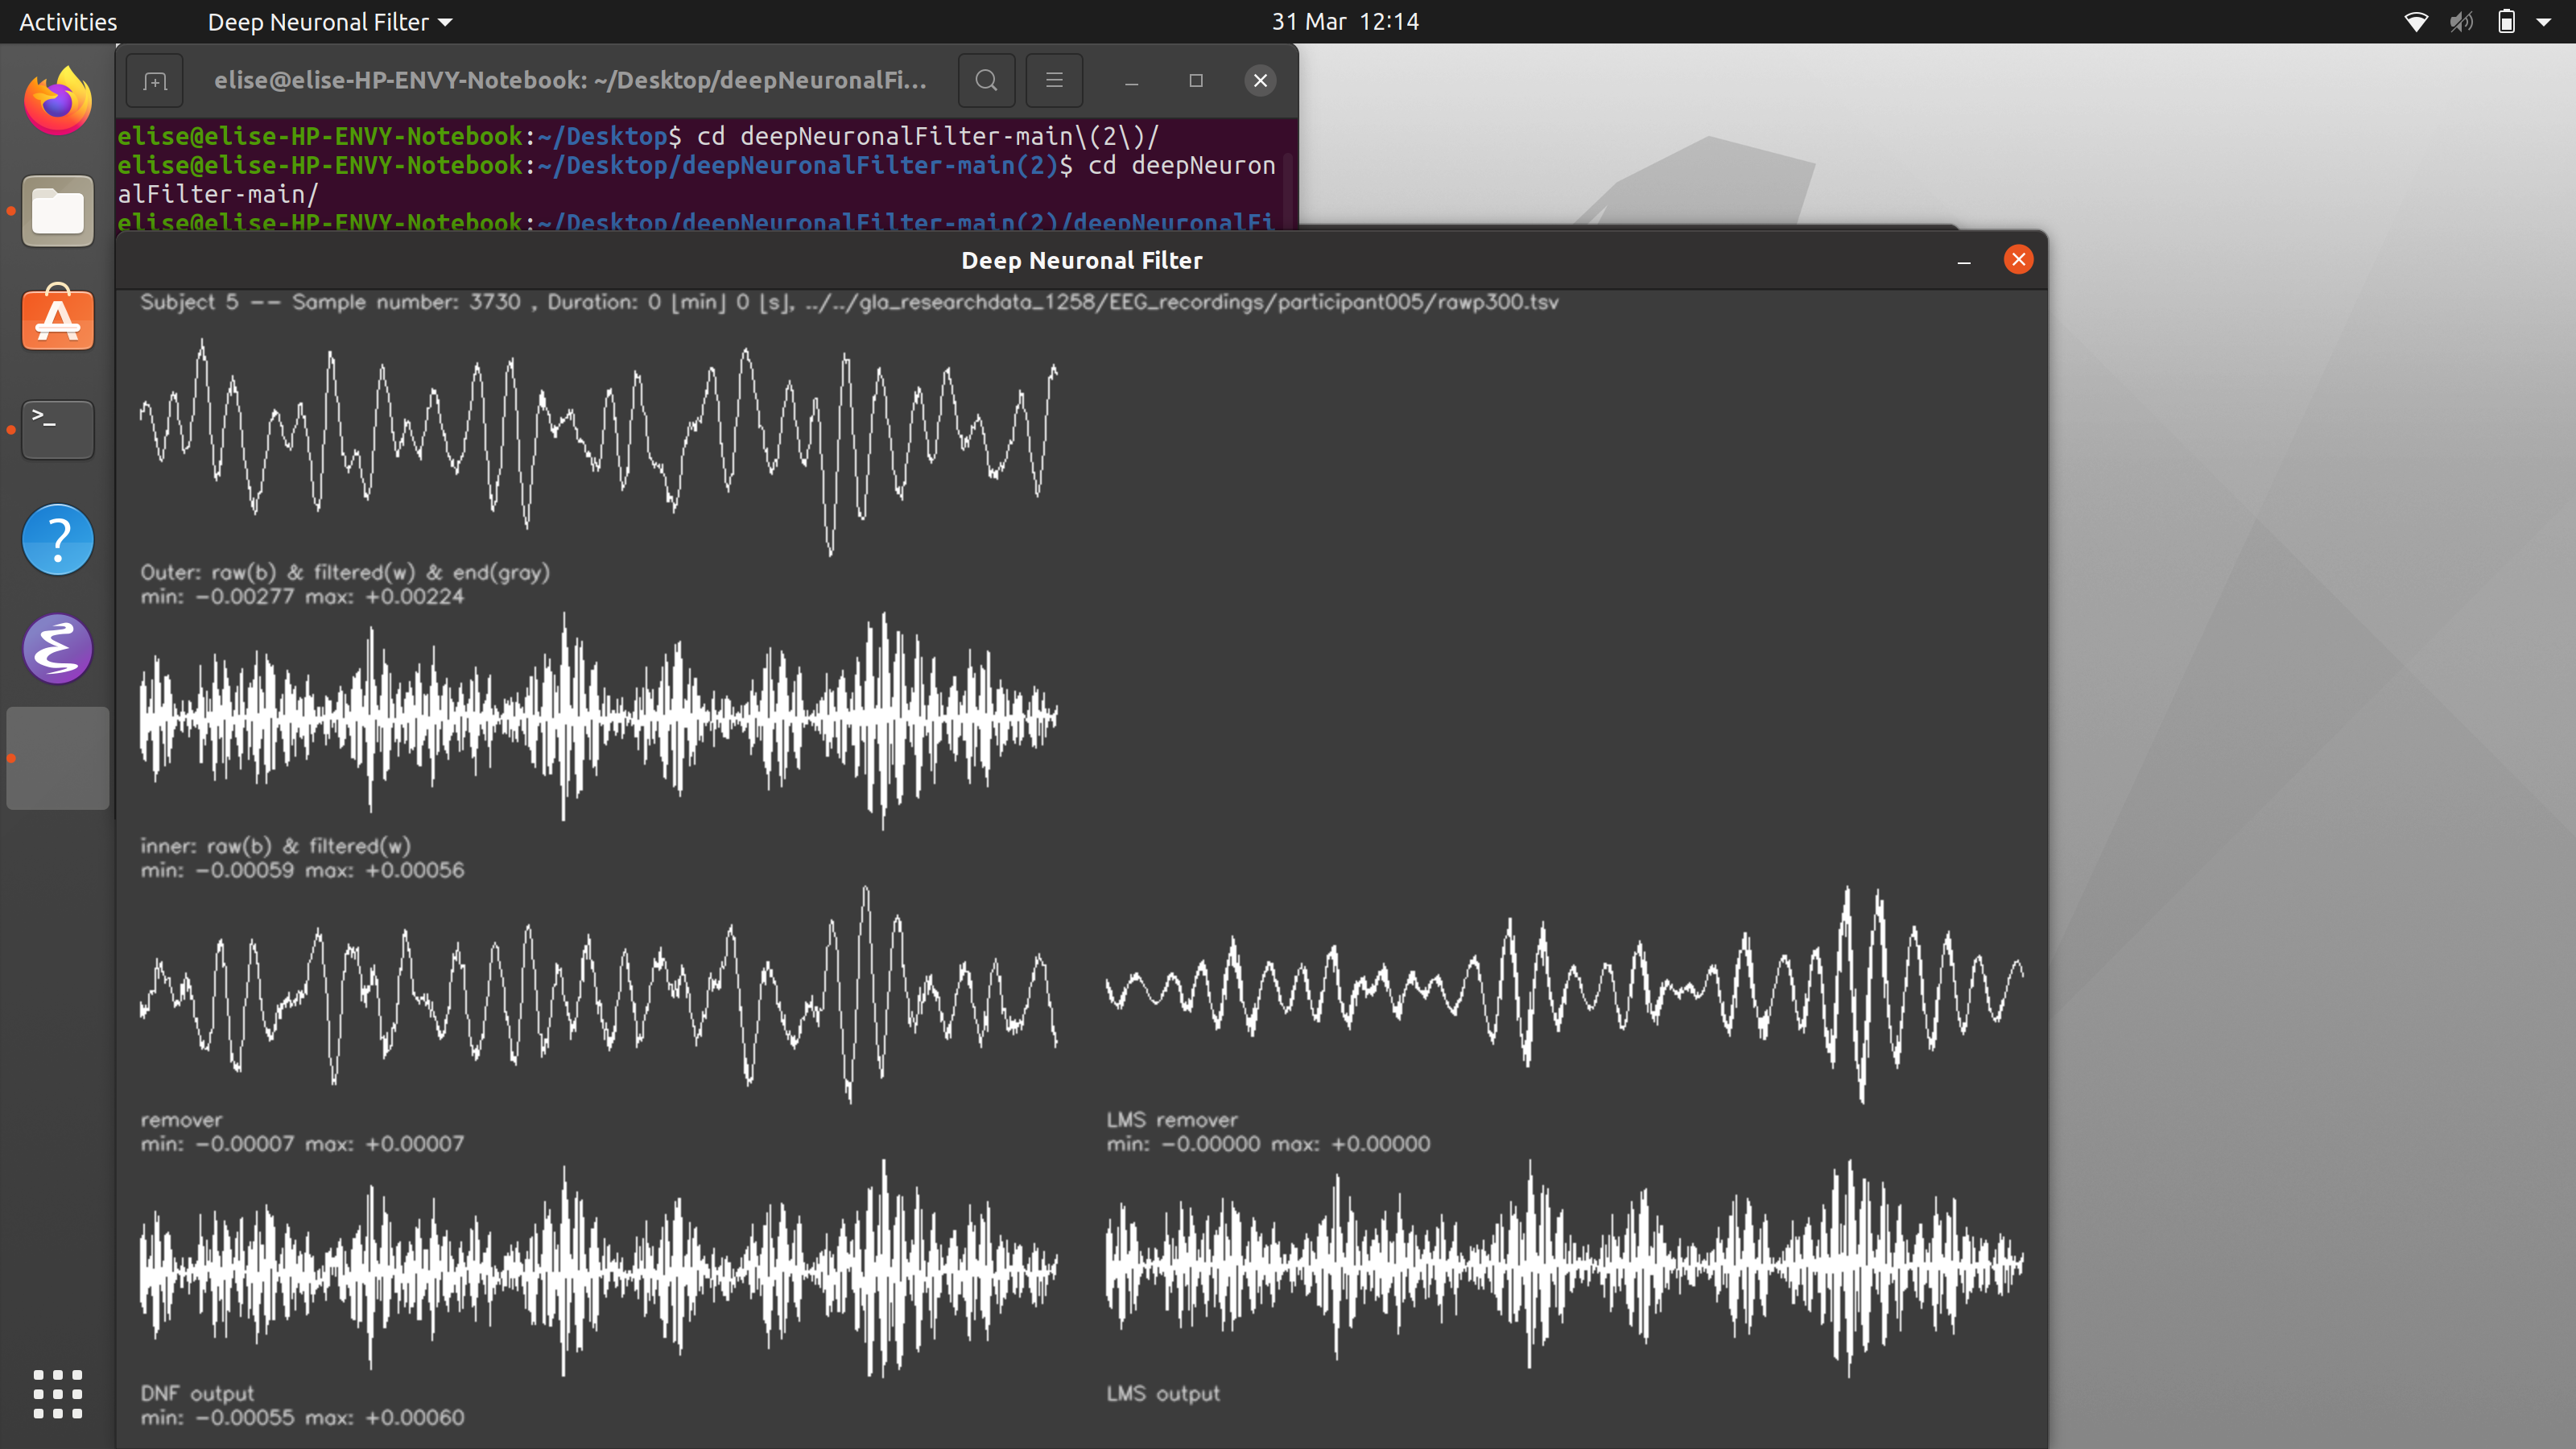 Activities
Deep Neuronal Filter
31 Mar 12:14
elise@elise-HP-ENVY-Notebook: ~/Desktop/deepNeuronalFi...
elise@elise-HP-ENVY-Notebook:~/Desktop$ cd deepNeuronalFilter-main\(2\)/
elise@elise-HP-ENVY-Notebook:~/Desktop/deepNeuronalFilter-main(2)$ cd deepNeuron
alFilter-main/
elise@elise-HP-ENVY-Notebook:~/Desktop/deepNeuronalFilter-main(2)/deepNeuronalFi
Deep Neuronal Filter
Subject 5 -- Sample number: 3730 , Duration: 0 [min] 0 [s], ../../gla_researchdata_1258/EEG_recordings/participant005/rawp300.tsv
Outer: raw(b) & filtered(w) & end(gray)
min: -0.00277 max: +0.00224
inner: raw(b) & filtered(w)
min: -0.00059 max: +0.00056
remover
min: -0.00007 max: +0.00007
LMS remover
min: -0.00000 max: +0.00000
DNF output
min: -0.00055 max: +0.00060
LMS output